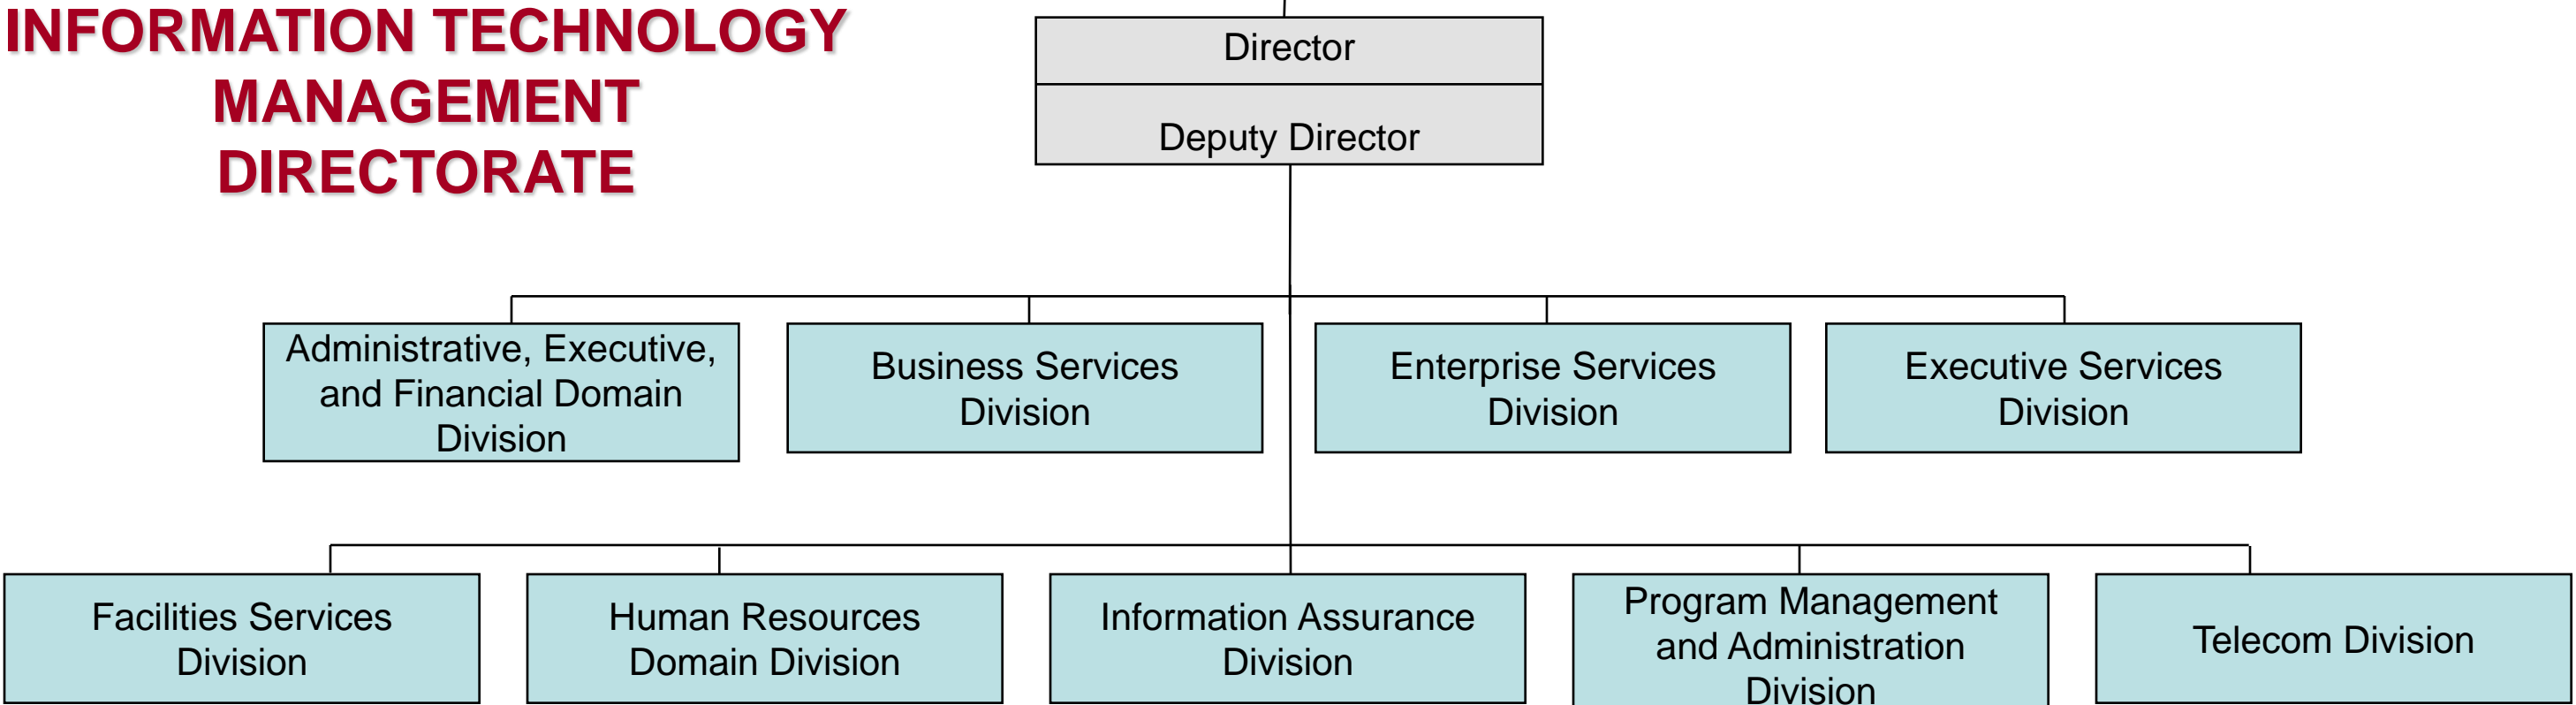 INFORMATION TECHNOLOGY
MANAGEMENT
DIRECTORATE
Director
Deputy Director
Administrative, Executive,
and Financial Domain
Division
Business Services
Division
Enterprise Services
Division
Executive Services
Division
Facilities Services
Division
Human Resources
Domain Division
Information Assurance
Division
Program Management
and Administration
Division
Telecom Division